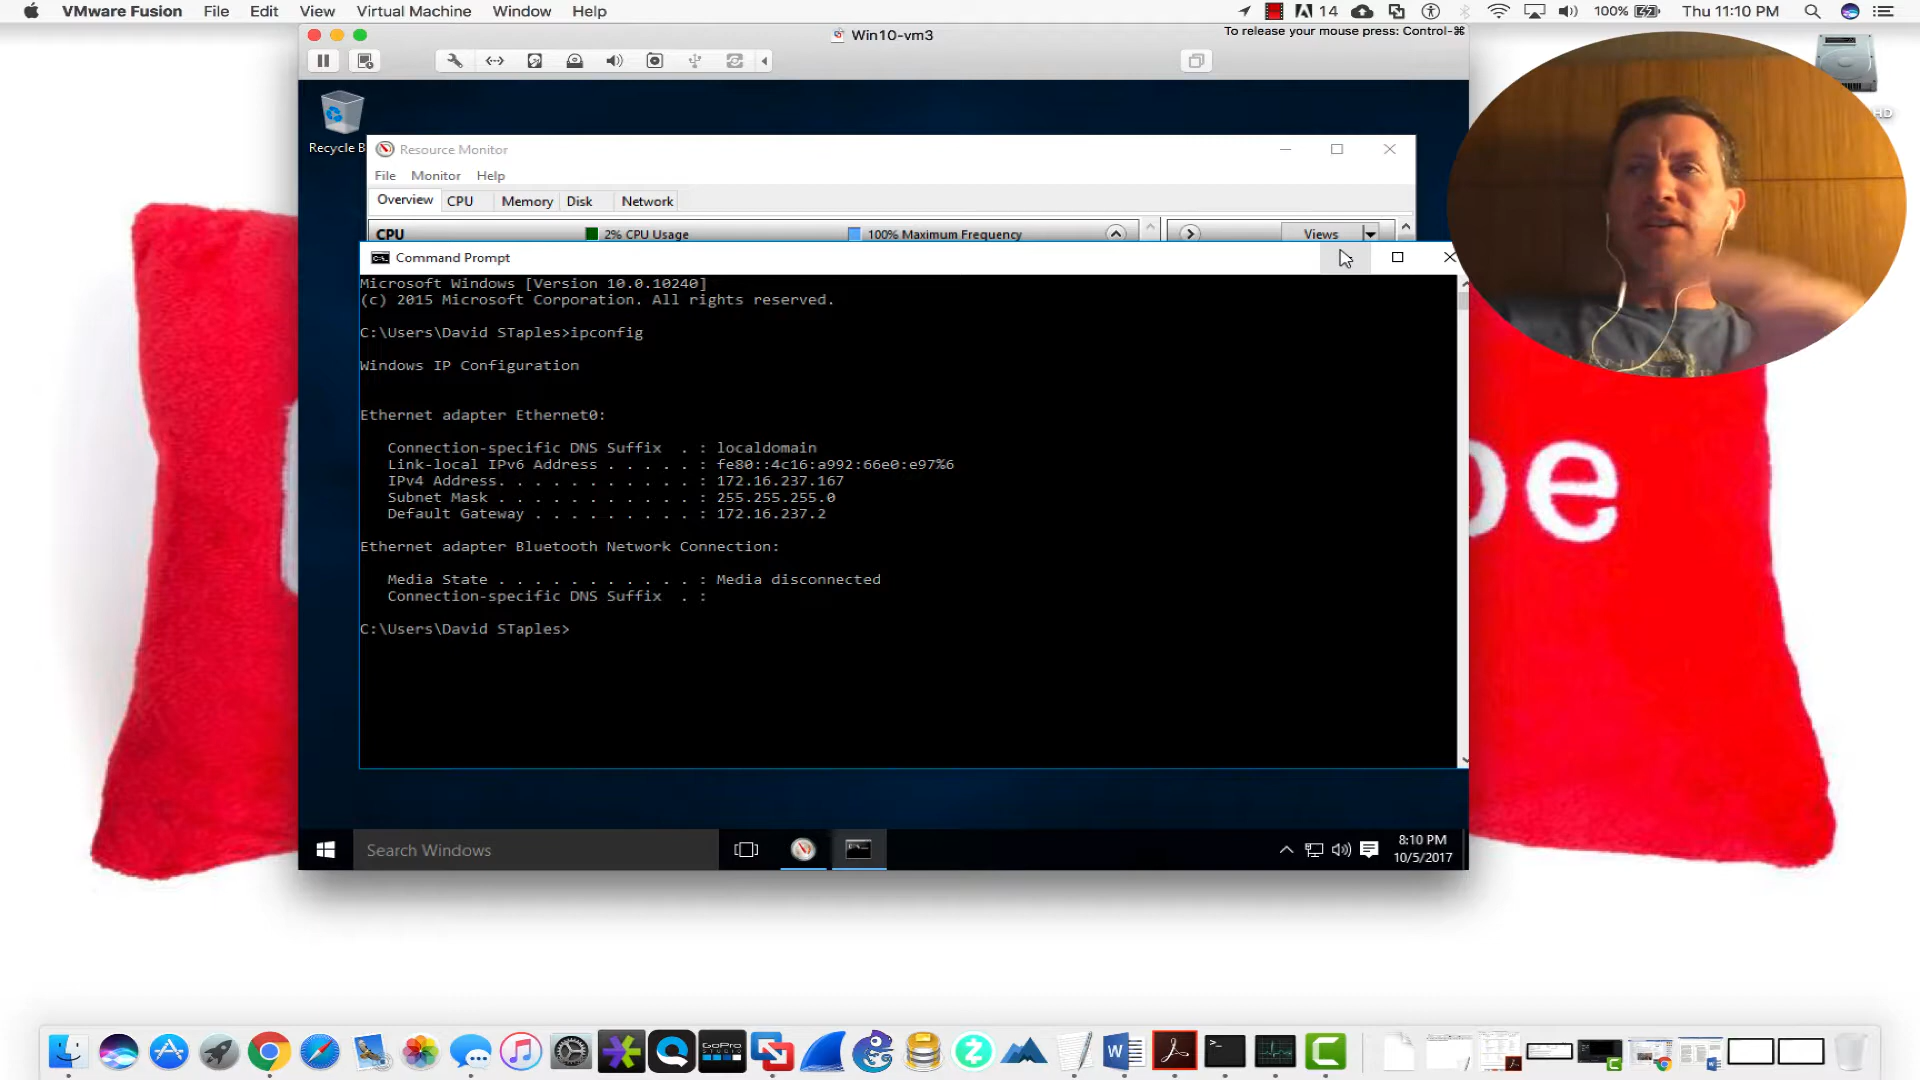 VMware Fusion File Edit View Virtual Machine Window Help 14 100% Thu 11:10 PM
Win10-vm3
To release your mouse press: Control-⌘
HD
Recycle B
Resource Monitor
File Monitor Help
Overview CPU Memory Disk Network
CPU 2% CPU Usage 100% Maximum Frequency Views
Command Prompt
Microsoft Windows [Version 10.0.10240]
(c) 2015 Microsoft Corporation. All rights reserved.
C:\Users\David STaples>ipconfig
Windows IP Configuration
Ethernet adapter Ethernet0:
Connection-specific DNS Suffix . : localdomain
Link-local IPv6 Address . . . . . : fe80::4c16:a992:66e0:e97%6
IPv4 Address. . . . . . . . . . . : 172.16.237.167
Subnet Mask . . . . . . . . . . . : 255.255.255.0
Default Gateway . . . . . . . . . : 172.16.237.2
Ethernet adapter Bluetooth Network Connection:
Media State . . . . . . . . . . . : Media disconnected
Connection-specific DNS Suffix . :
C:\Users\David STaples>
be
Search Windows
8:10 PM
10/5/2017
GoPro
STUDIO